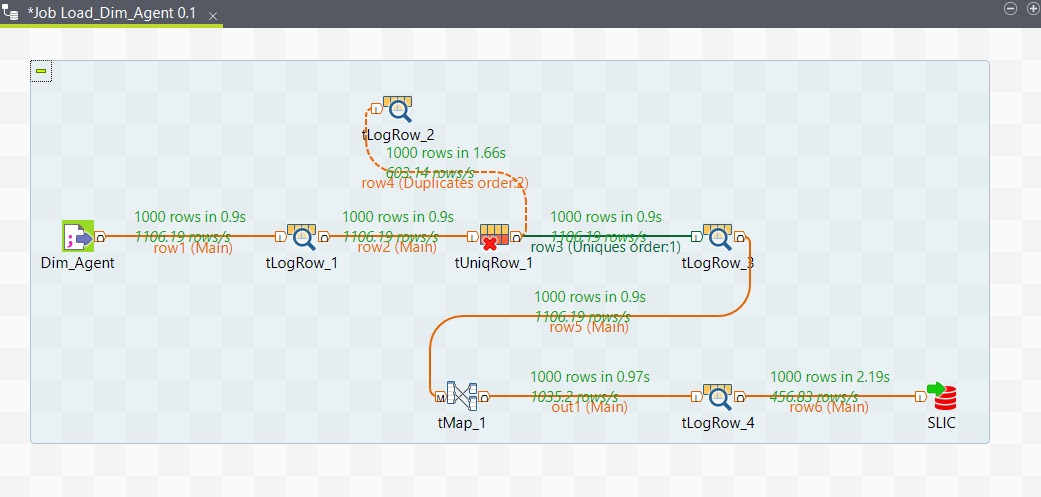 *Job Load_Dim_Agent 0.1
tLogRow_2
1000 rows in 1.66s
603.14 rows/s
row4 (Duplicates order:2)
1000 rows in 0.9s
1106.19 rows/s
row1 (Main)
1000 rows in 0.9s
1106.19 rows/s
row2 (Main)
1000 rows in 0.9s
1106.19 rows/s
row3 (Uniques order:1)
Dim_Agent
tLogRow_1
tUniqRow_1
tLogRow_3
1000 rows in 0.9s
1106.19 rows/s
row5 (Main)
1000 rows in 0.97s
1035.2 rows/s
out1 (Main)
1000 rows in 2.19s
456.83 rows/s
row6 (Main)
M
tMap_1
tLogRow_4
SLIC